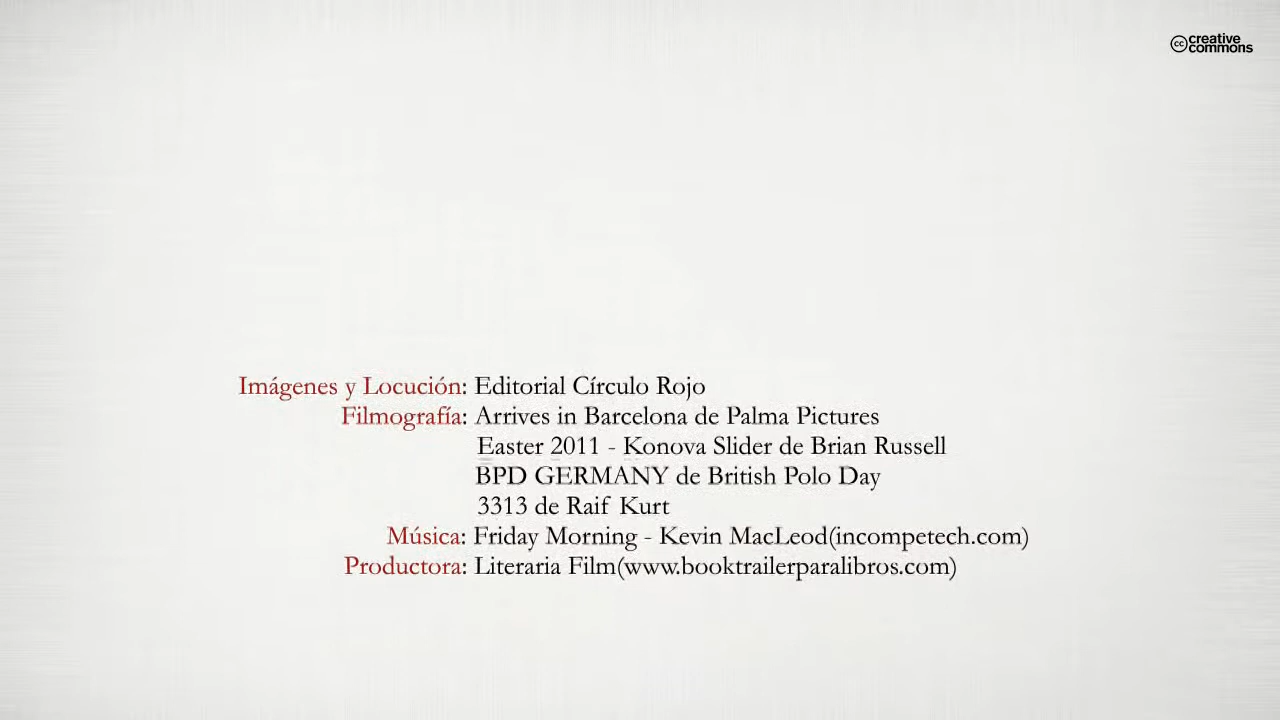 cc creative
commons
Imágenes y Locución: Editorial Círculo Rojo
Filmografía: Arrives in Barcelona de Palma Pictures
Easter 2011 - Konova Slider de Brian Russell
BPD GERMANY de British Polo Day
3313 de Raif Kurt
Música: Friday Morning - Kevin MacLeod(incompetech.com)
Productora: Literaria Film(www.booktrailerparalibros.com)